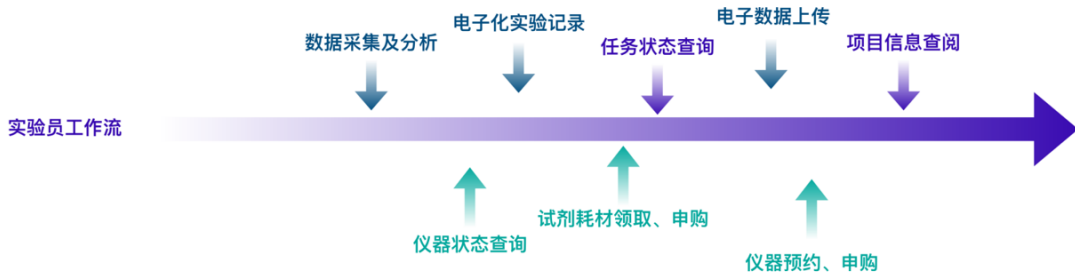 电子化实验记录
电子数据上传
数据采集及分析
任务状态查询
项目信息查阅
实验员工作流
试剂耗材领取、申购
仪器状态查询
仪器预约、申购